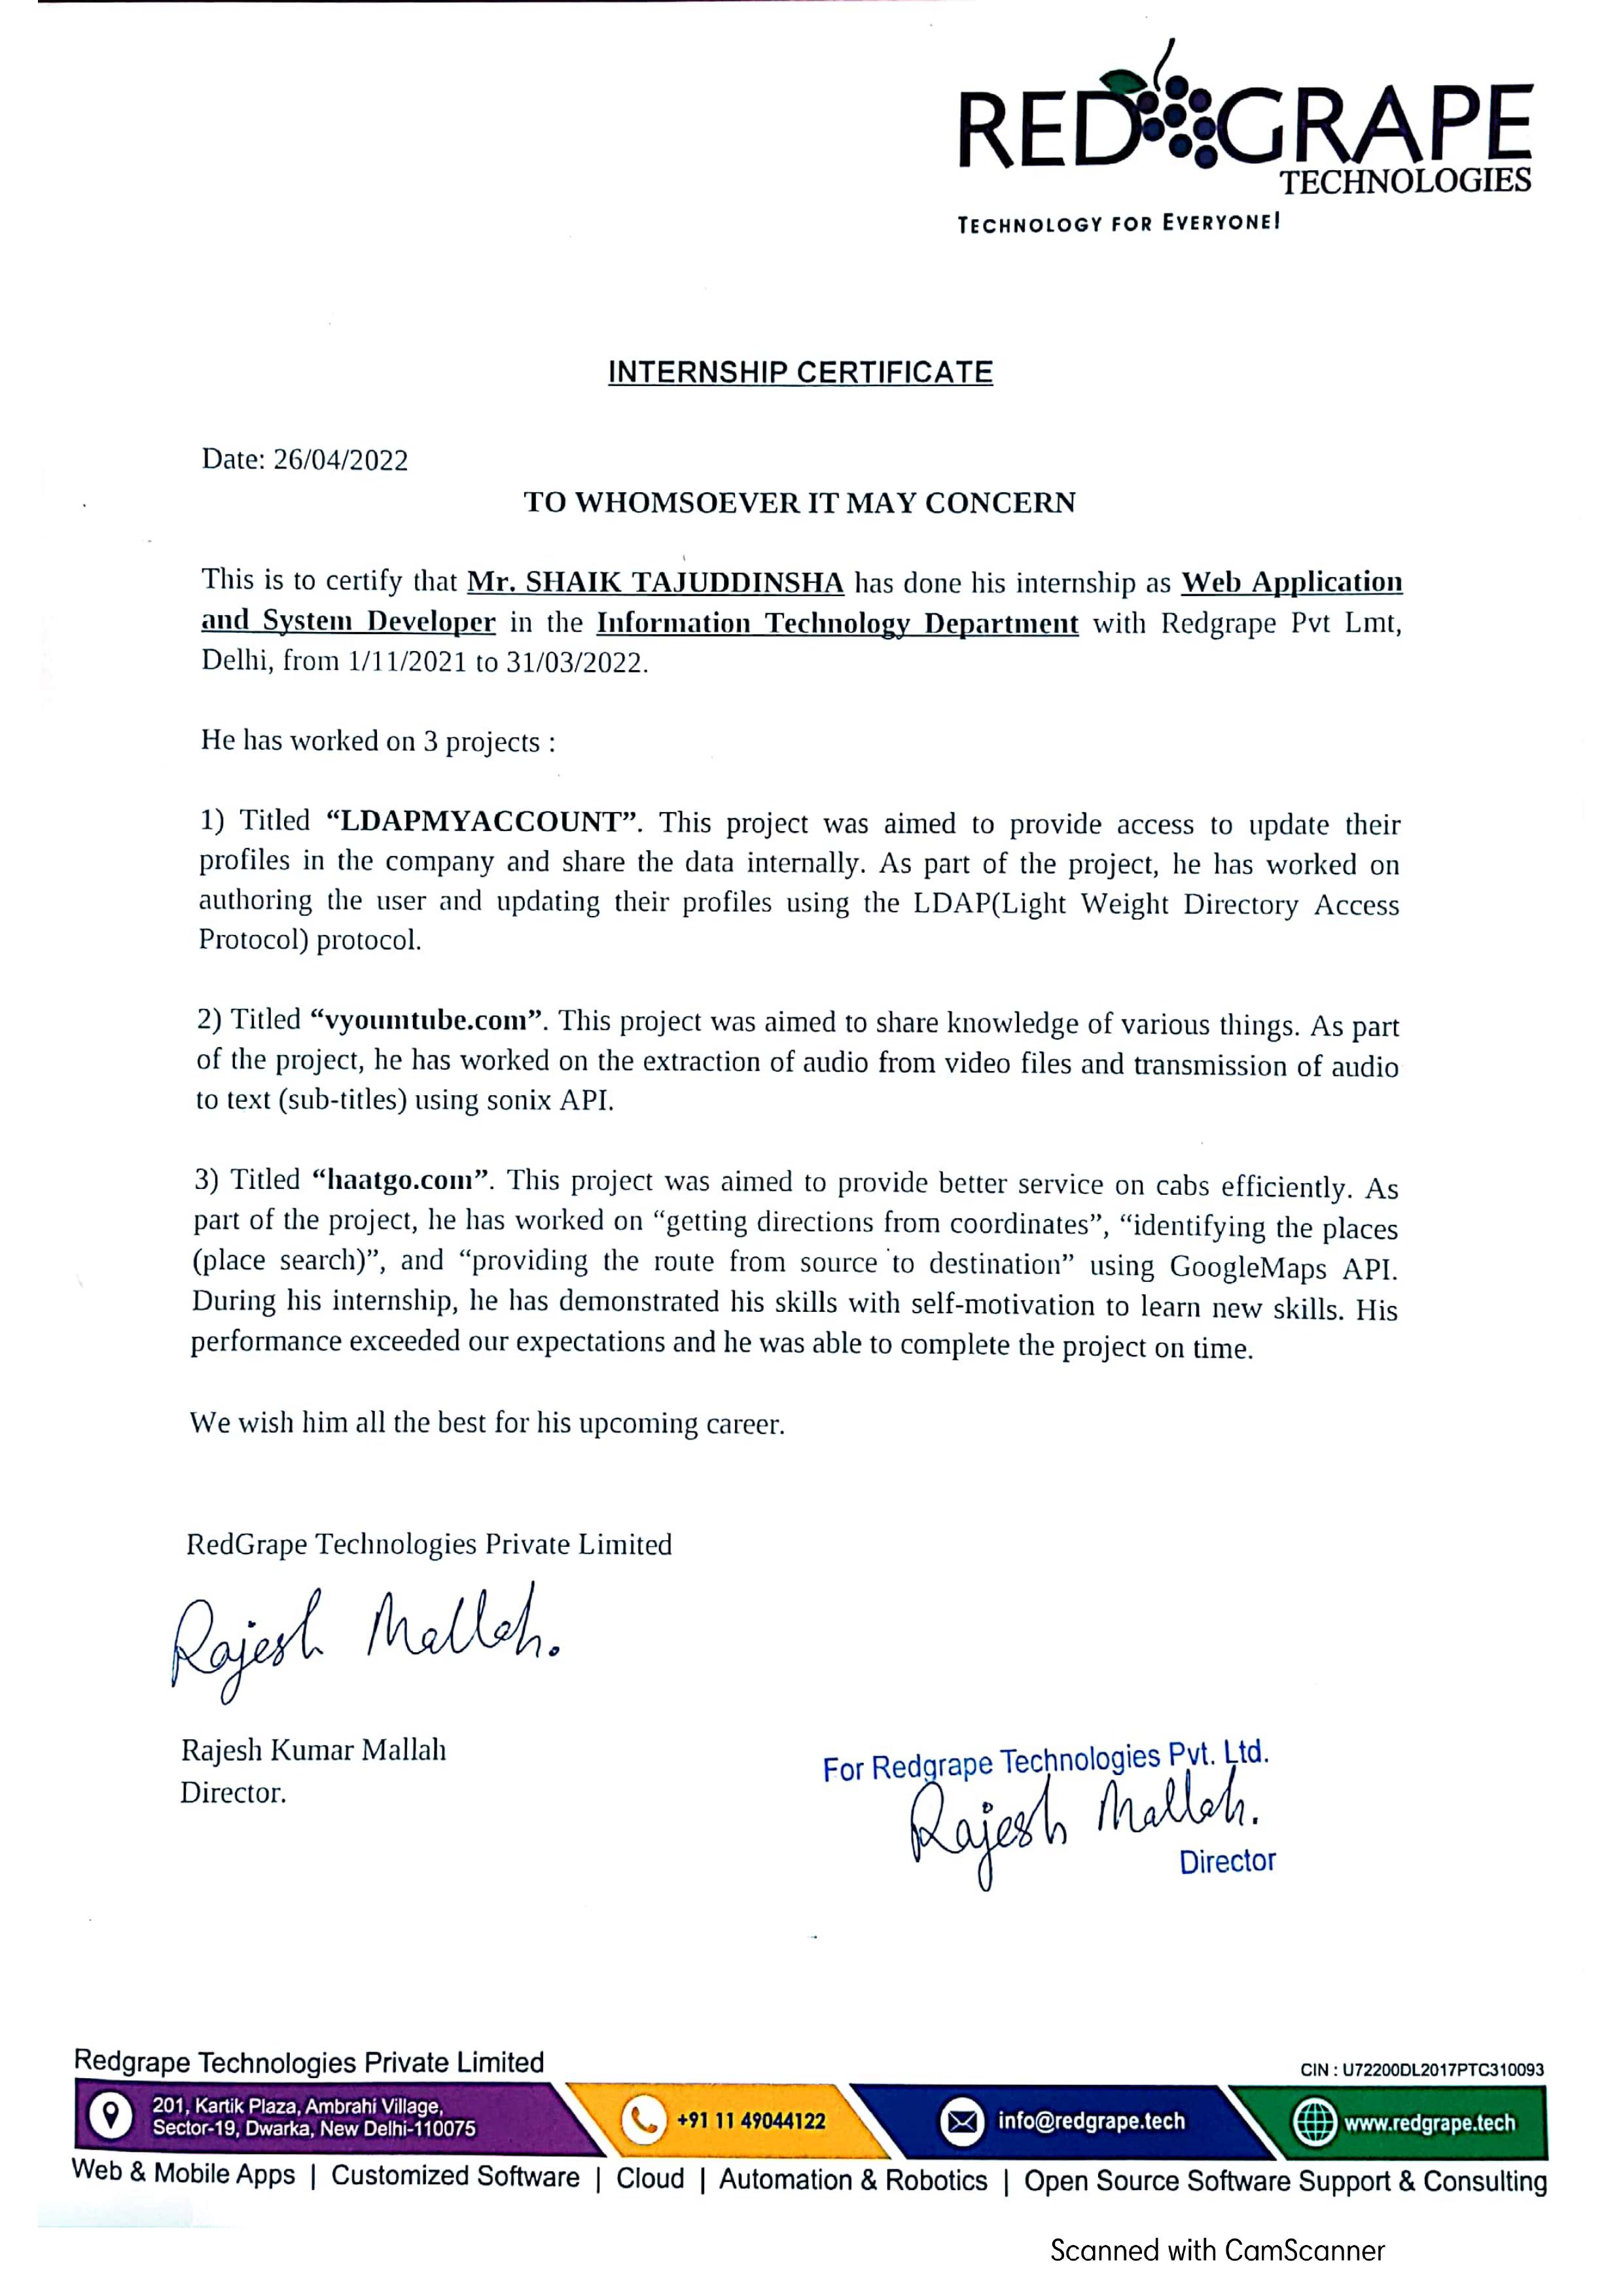 REDGRAPE
TECHNOLOGIES
TECHNOLOGY FOR EVERYONE!
INTERNSHIP CERTIFICATE
Date: 26/04/2022
TO WHOMSOEVER IT MAY CONCERN
This is to certify that Mr. SHAIK TAJUDDINSHA has done his internship as Web Application
and System Developer in the Information Technology Department with Redgrape Pvt Lmt,
Delhi, from 1/11/2021 to 31/03/2022.
He has worked on 3 projects :
1) Titled “LDAPMYACCOUNT”. This project was aimed to provide access to update their
profiles in the company and share the data internally. As part of the project, he has worked on
authoring the user and updating their profiles using the LDAP(Light Weight Directory Access
Protocol) protocol.
2) Titled “vyoumtube.com”. This project was aimed to share knowledge of various things. As part
of the project, he has worked on the extraction of audio from video files and transmission of audio
to text (sub-titles) using sonix API.
3) Titled “haatgo.com”. This project was aimed to provide better service on cabs efficiently. As
part of the project, he has worked on “getting directions from coordinates”, “identifying the places
(place search)”, and “providing the route from source to destination” using GoogleMaps API.
During his internship, he has demonstrated his skills with self-motivation to learn new skills. His
performance exceeded our expectations and he was able to complete the project on time.
We wish him all the best for his upcoming career.
RedGrape Technologies Private Limited
Rajesh Mallah.
Rajesh Kumar Mallah
Director.
For Redgrape Technologies Pvt. Ltd.
Rajesh Mallah.
Director
Redgrape Technologies Private Limited
CIN : U72200DL2017PTC310093
201, Kartik Plaza, Ambrahi Village,
Sector-19, Dwarka, New Delhi-110075
+91 11 49044122
info@redgrape.tech
www.redgrape.tech
Web & Mobile Apps | Customized Software | Cloud | Automation & Robotics | Open Source Software Support & Consulting
Scanned with CamScanner